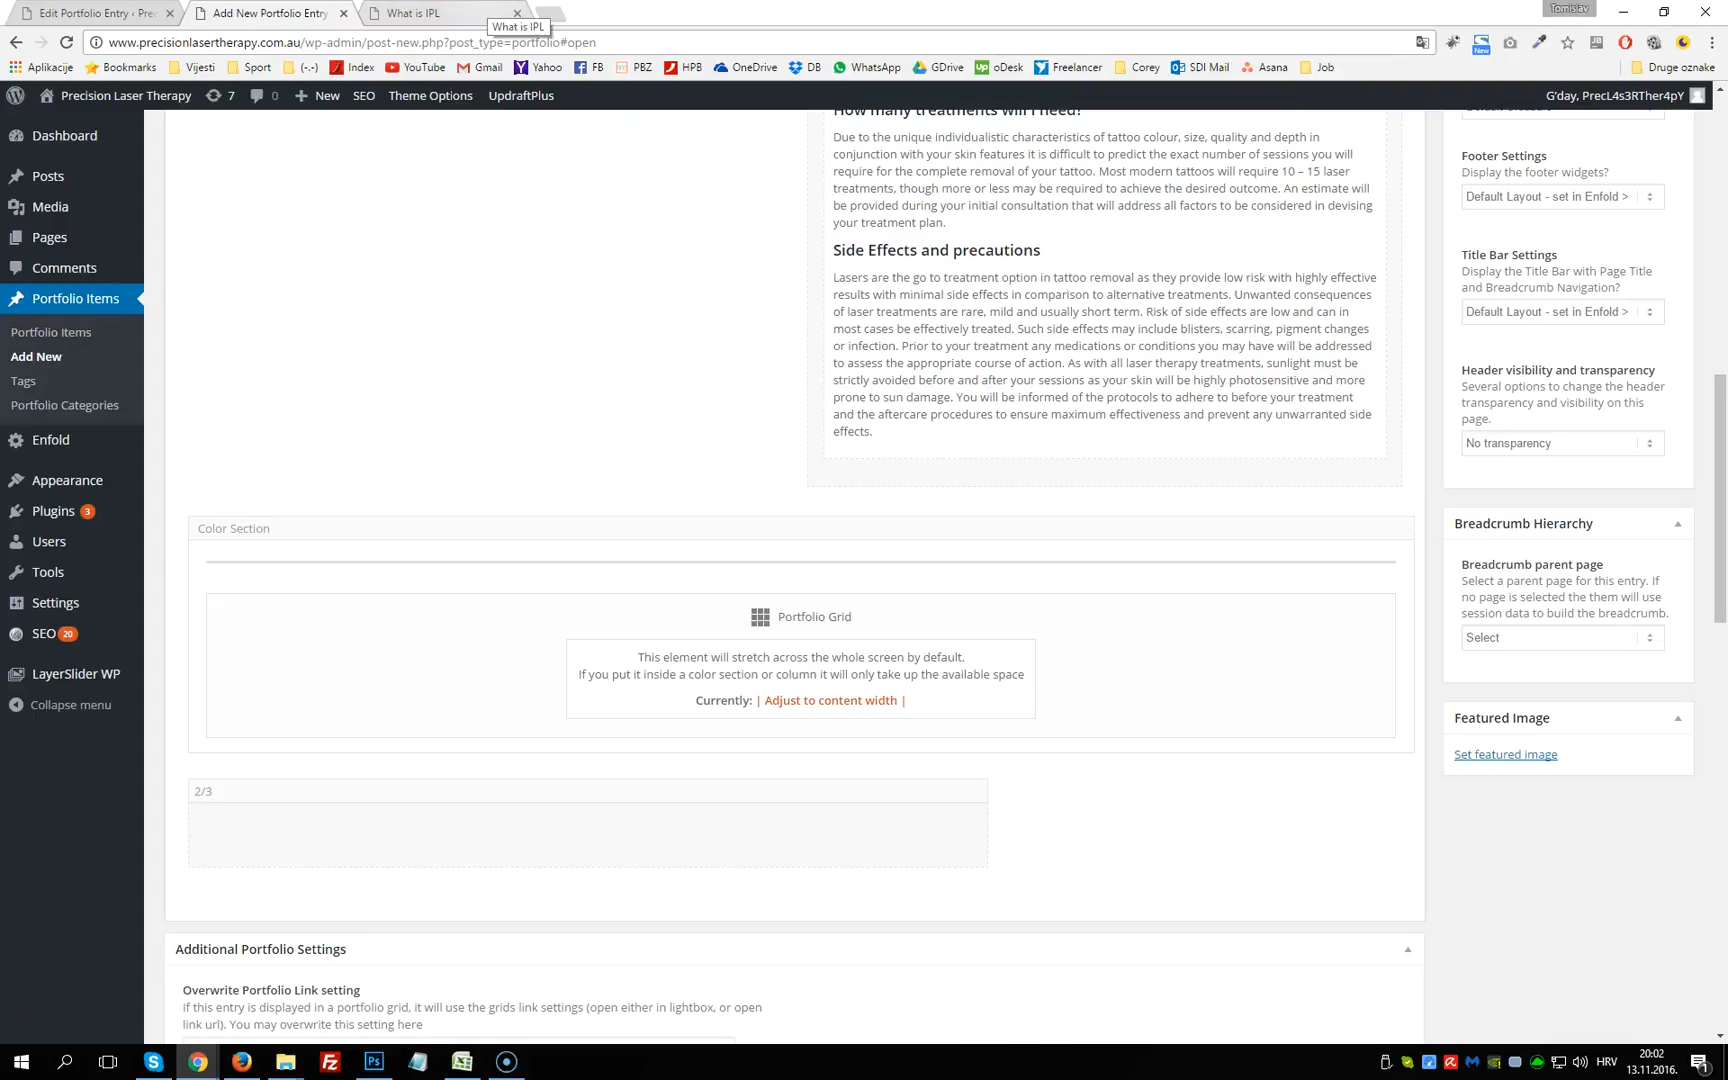 Edit Portfolio Entry ‹ Prec
Add New Portfolio Entry
What is IPL
Tomislav
What is IPL
www.precisionlasertherapy.com.au/wp-admin/post-new.php?post_type=portfolio#open
New
Aplikacije
Bookmarks
Vijesti
Sport
(-.-)
Index
YouTube
Gmail
Yahoo
FB
PBZ
HPB
OneDrive
DB
WhatsApp
GDrive
oDesk
Freelancer
Corey
SDI Mail
Asana
Job
Druge oznake
Precision Laser Therapy
7
0
New
SEO
Theme Options
UpdraftPlus
G'day, PrecL4s3RTher4pY
Dashboard
Posts
Media
Pages
Comments
Portfolio Items
Portfolio Items
Add New
Tags
Portfolio Categories
Enfold
Appearance
Plugins 3
Users
Tools
Settings
SEO 20
LayerSlider WP
Collapse menu
How many treatments will I need?
Due to the unique individualistic characteristics of tattoo colour, size, quality and depth in
conjunction with your skin features it is difficult to predict the exact number of sessions you will
require for the complete removal of your tattoo. Most modern tattoos will require 10 – 15 laser
treatments, though more or less may be required to achieve the desired outcome. An estimate will
be provided during your initial consultation that will address all factors to be considered in devising
your treatment plan.
Side Effects and precautions
Lasers are the go to treatment option in tattoo removal as they provide low risk with highly effective
results with minimal side effects in comparison to alternative treatments. Unwanted consequences
of laser treatments are rare, mild and usually short term. Risk of side effects are low and can in
most cases be effectively treated. Such side effects may include blisters, scarring, pigment changes
or infection. Prior to your treatment any medications or conditions you may have will be addressed
to assess the appropriate course of action. As with all laser therapy treatments, sunlight must be
strictly avoided before and after your sessions as your skin will be highly photosensitive and more
prone to sun damage. You will be informed of the protocols to adhere to before your treatment
and the aftercare procedures to ensure maximum effectiveness and prevent any unwarranted side
effects.
Color Section
Portfolio Grid
This element will stretch across the whole screen by default.
If you put it inside a color section or column it will only take up the available space
Currently: | Adjust to content width |
2/3
Additional Portfolio Settings
Overwrite Portfolio Link setting
If this entry is displayed in a portfolio grid, it will use the grids link settings (open either in lightbox, or open
link url). You may overwrite this setting here
Footer Settings
Display the footer widgets?
Default Layout - set in Enfold >
Title Bar Settings
Display the Title Bar with Page Title
and Breadcrumb Navigation?
Default Layout - set in Enfold >
Header visibility and transparency
Several options to change the header
transparency and visibility on this
page.
No transparency
Breadcrumb Hierarchy
Breadcrumb parent page
Select a parent page for this entry. If
no page is selected the them will use
session data to build the breadcrumb.
Select
Featured Image
Set featured image
HRV
20:02
13.11.2016.
1